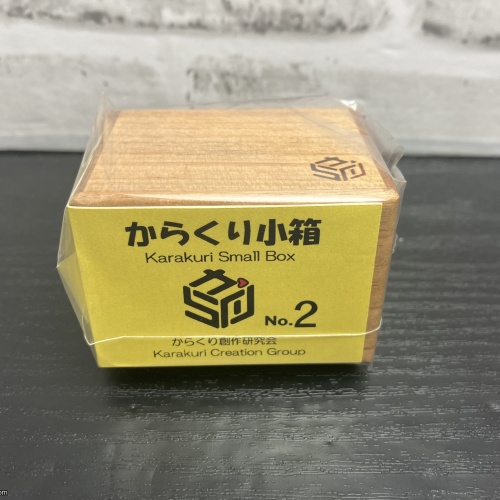 からくり小箱
Karakuri Small Box
No.2
からくり創作研究会
Karakuri Creation Group